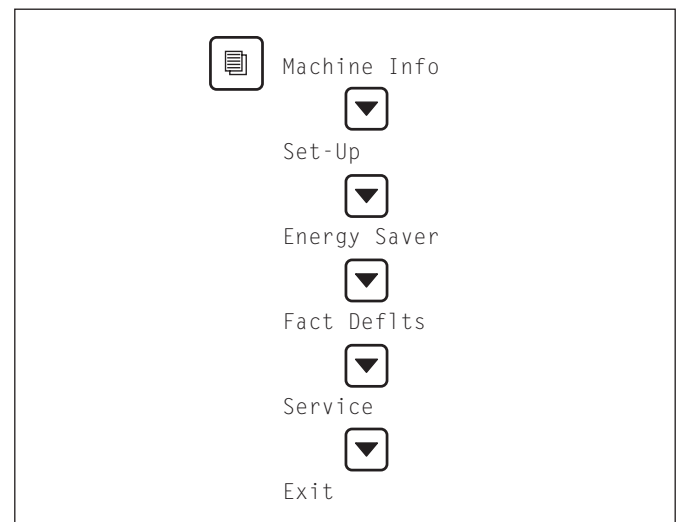 Machine Info
Set-Up
Energy Saver
Fact Deflts
Service
Exit